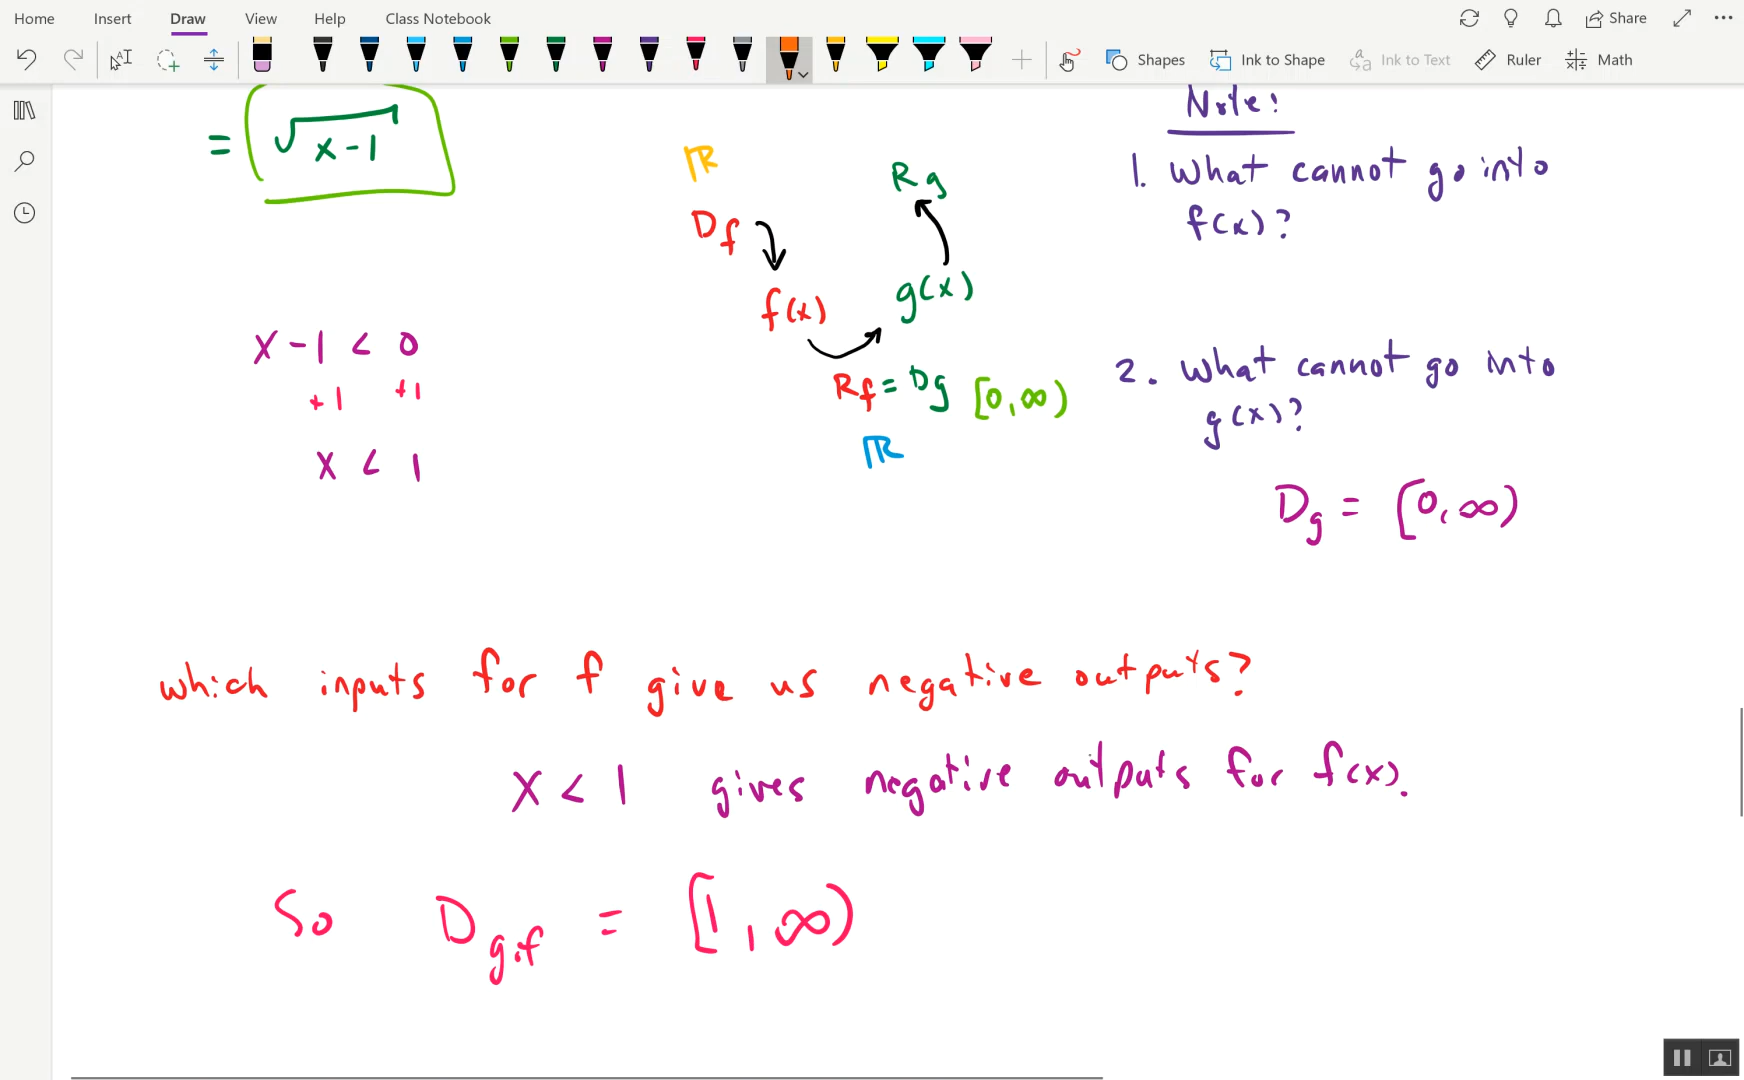 Home Insert Draw View Help Class Notebook Share
Shapes Ink to Shape Ink to Text Ruler Math
= √x-1
x-1 < 0
+1 +1
x < 1
ℝ
Df
f(x)
Rg
g(x)
Rf = Dg [0,∞)
ℝ
Note:
1. What cannot go into
f(x)?
2. What cannot go into
g(x)?
Dg = [0,∞)
which inputs for f give us negative outputs?
x < 1 gives negative outputs for f(x).
So Dg∘f = [1,∞)